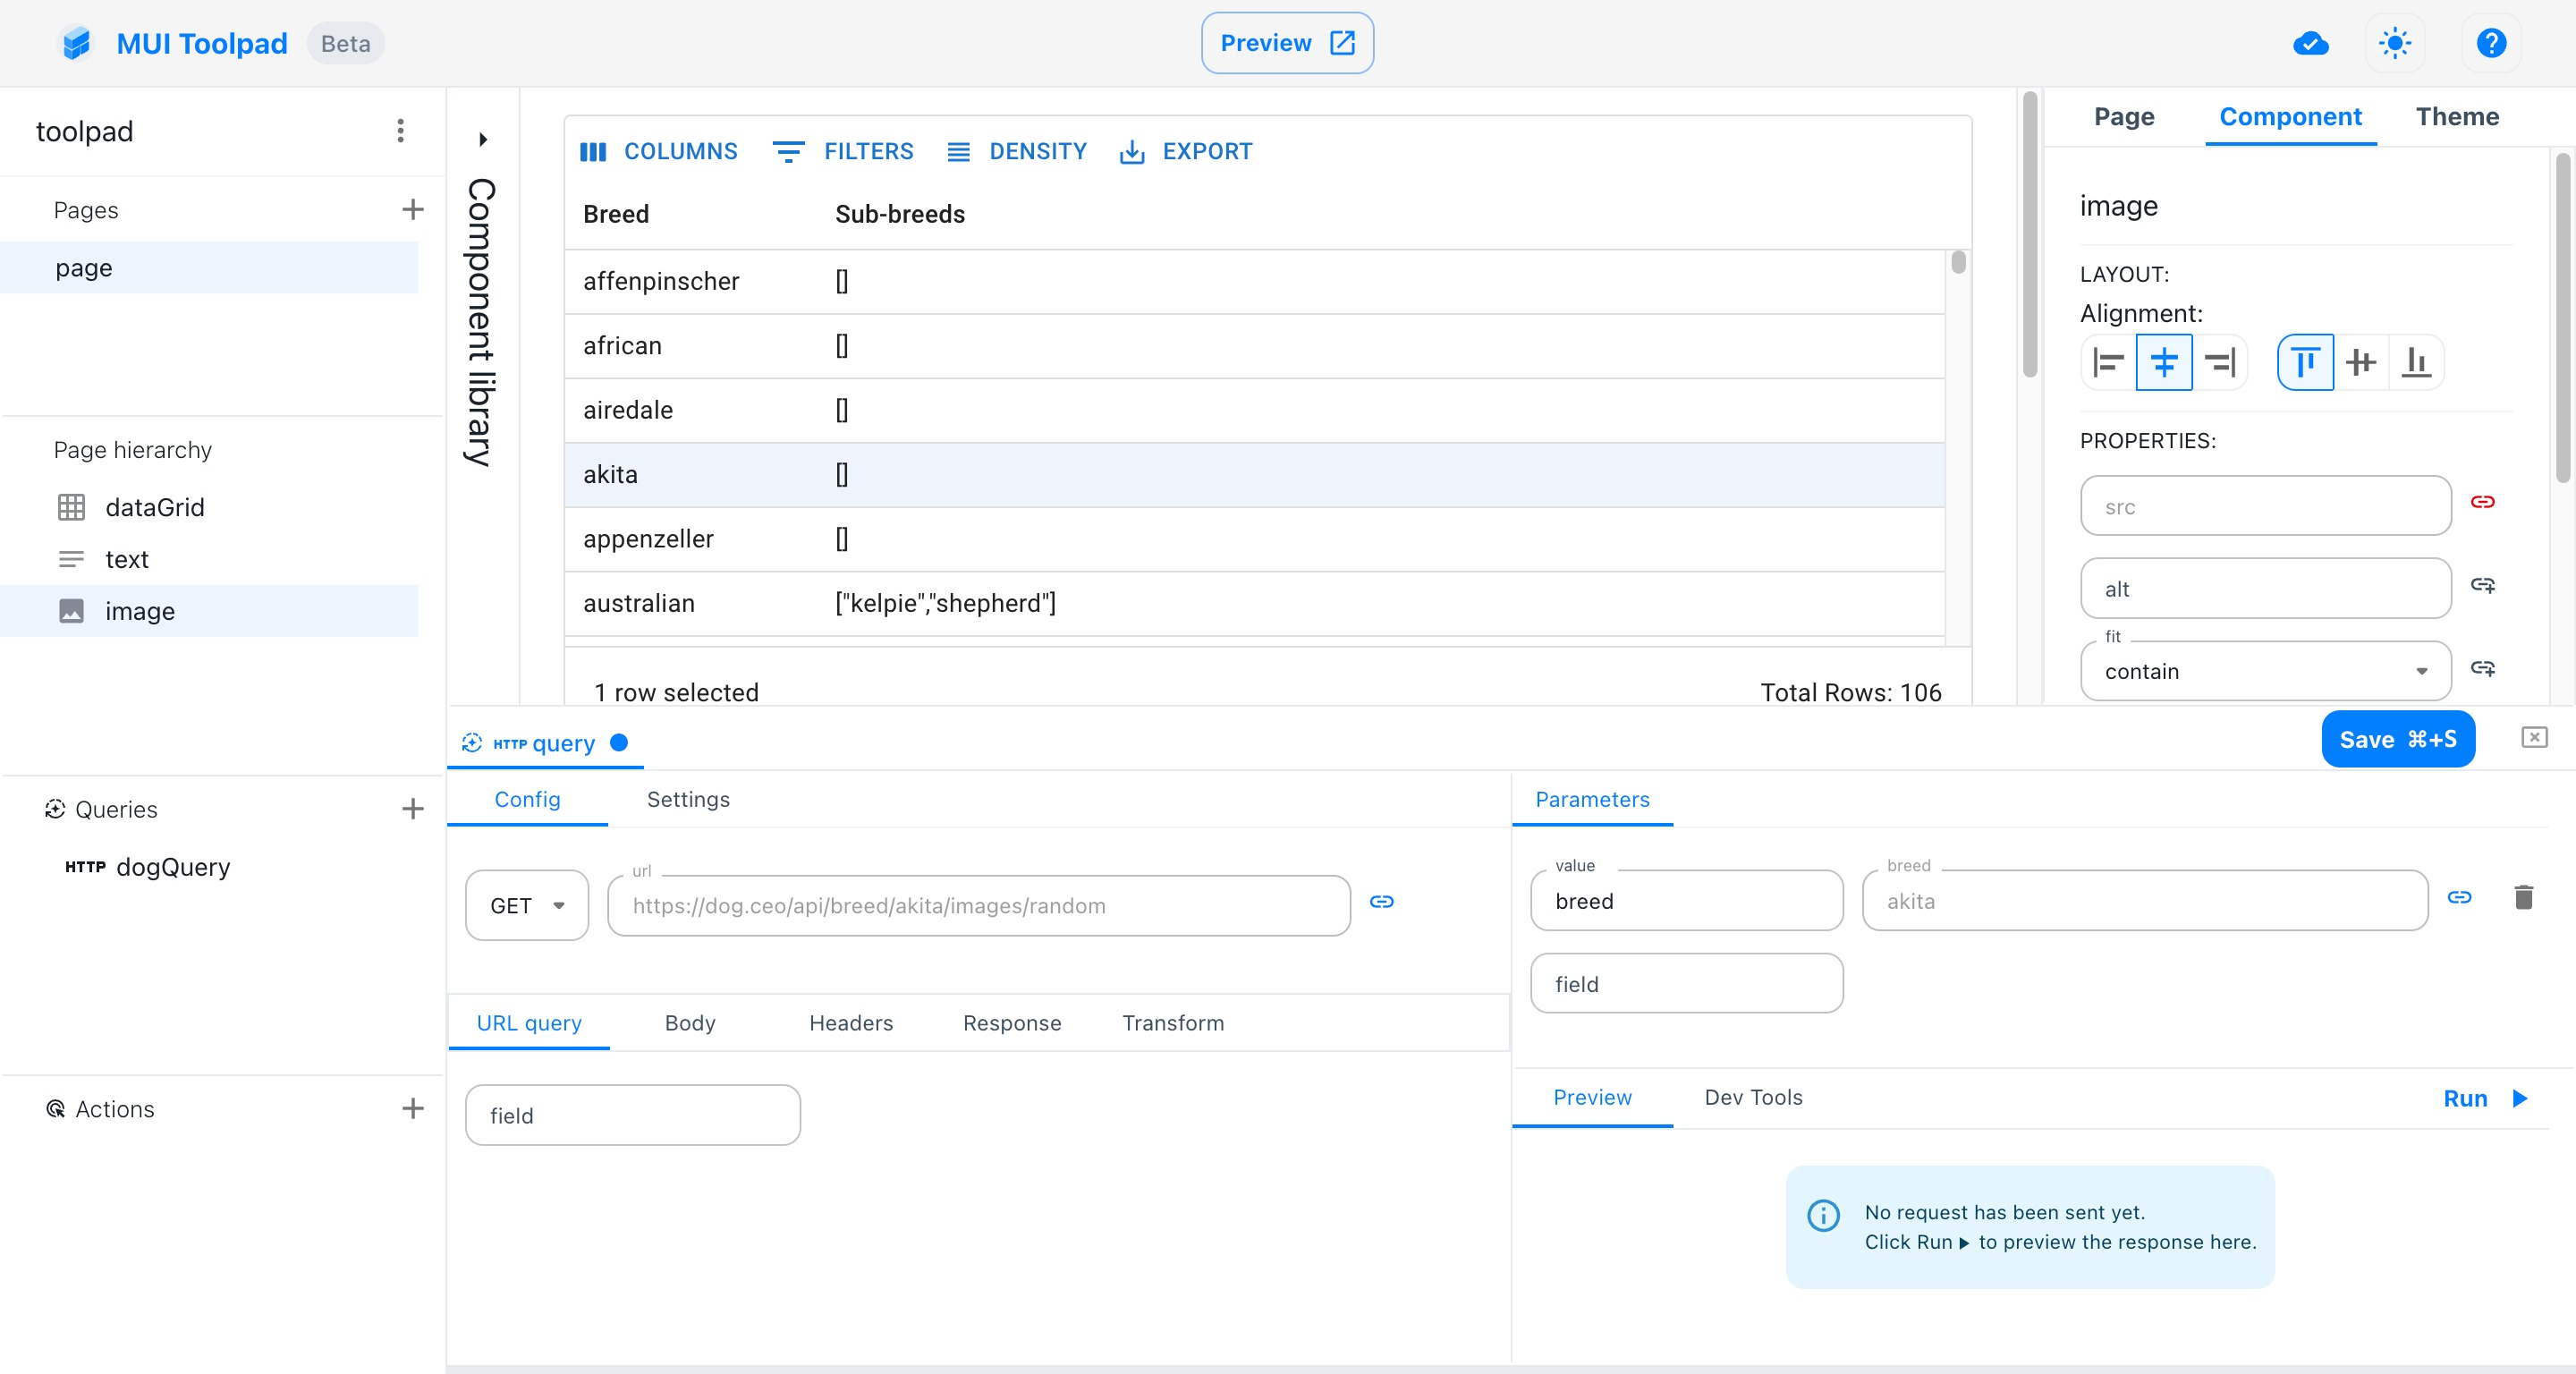 MUI Toolpad Beta
Preview
toolpad
Pages
page
Page hierarchy
dataGrid
text
image
Queries
HTTP dogQuery
Actions
Component library
COLUMNS FILTERS DENSITY EXPORT
Breed Sub-breeds
affenpinscher []
african []
airedale []
akita []
appenzeller []
australian ["kelpie","shepherd"]
1 row selected Total Rows: 106
Page Component Theme
image
LAYOUT:
Alignment:
PROPERTIES:
src
alt
fit
contain
HTTP query
Save ⌘+S
Config Settings
GET
url
https://dog.ceo/api/breed/akita/images/random
URL query Body Headers Response Transform
field
Parameters
value
breed
breed
akita
field
Preview Dev Tools Run
No request has been sent yet.
Click Run ▶ to preview the response here.